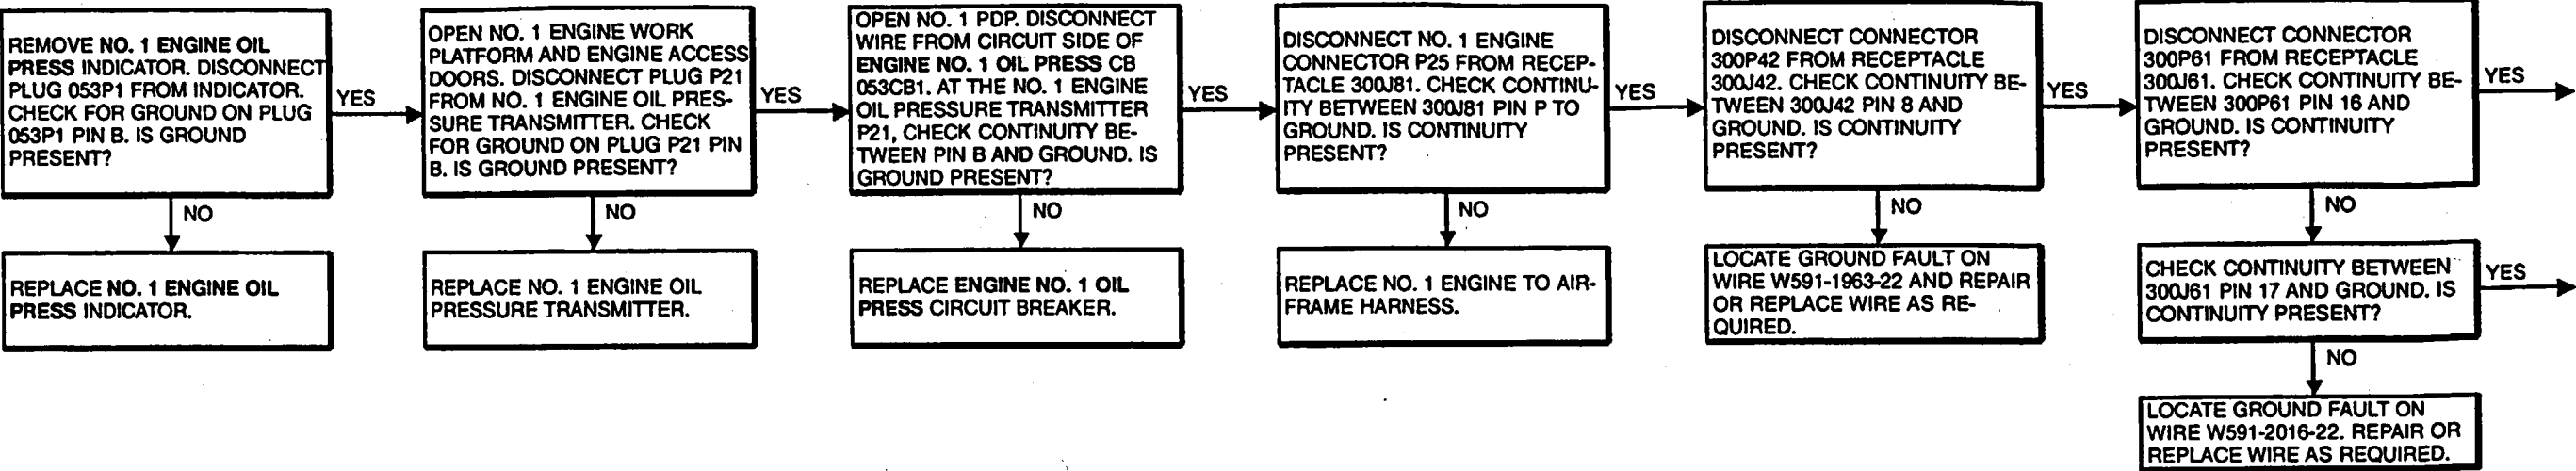 REMOVE NO. 1 ENGINE OIL
PRESS INDICATOR. DISCONNECT
PLUG 053P1 FROM INDICATOR.
CHECK FOR GROUND ON PLUG
053P1 PIN B. IS GROUND
PRESENT?
YES
NO
REPLACE NO. 1 ENGINE OIL
PRESS INDICATOR.
OPEN NO. 1 ENGINE WORK
PLATFORM AND ENGINE ACCESS
DOORS. DISCONNECT PLUG P21
FROM NO. 1 ENGINE OIL PRES-
SURE TRANSMITTER. CHECK
FOR GROUND ON PLUG P21 PIN
B. IS GROUND PRESENT?
YES
NO
REPLACE NO. 1 ENGINE OIL
PRESSURE TRANSMITTER.
OPEN NO. 1 PDP. DISCONNECT
WIRE FROM CIRCUIT SIDE OF
ENGINE NO. 1 OIL PRESS CB
053CB1. AT THE NO. 1 ENGINE
OIL PRESSURE TRANSMITTER
P21, CHECK CONTINUITY BE-
TWEEN PIN B AND GROUND. IS
GROUND PRESENT?
YES
NO
REPLACE ENGINE NO. 1 OIL
PRESS CIRCUIT BREAKER.
DISCONNECT NO. 1 ENGINE
CONNECTOR P25 FROM RECEP-
TACLE 300J81. CHECK CONTINU-
ITY BETWEEN 300J81 PIN P TO
GROUND. IS CONTINUITY
PRESENT?
YES
NO
REPLACE NO. 1 ENGINE TO AIR-
FRAME HARNESS.
DISCONNECT CONNECTOR
300P42 FROM RECEPTACLE
300J42. CHECK CONTINUITY BE-
TWEEN 300J42 PIN 8 AND
GROUND. IS CONTINUITY
PRESENT?
YES
NO
LOCATE GROUND FAULT ON
WIRE W591-1963-22 AND REPAIR
OR REPLACE WIRE AS RE-
QUIRED.
DISCONNECT CONNECTOR
300P61 FROM RECEPTACLE
300J61. CHECK CONTINUITY BE-
TWEEN 300P61 PIN 16 AND
GROUND. IS CONTINUITY
PRESENT?
YES
NO
CHECK CONTINUITY BETWEEN
300J61 PIN 17 AND GROUND. IS
CONTINUITY PRESENT?
YES
NO
LOCATE GROUND FAULT ON
WIRE W591-2016-22. REPAIR OR
REPLACE WIRE AS REQUIRED.